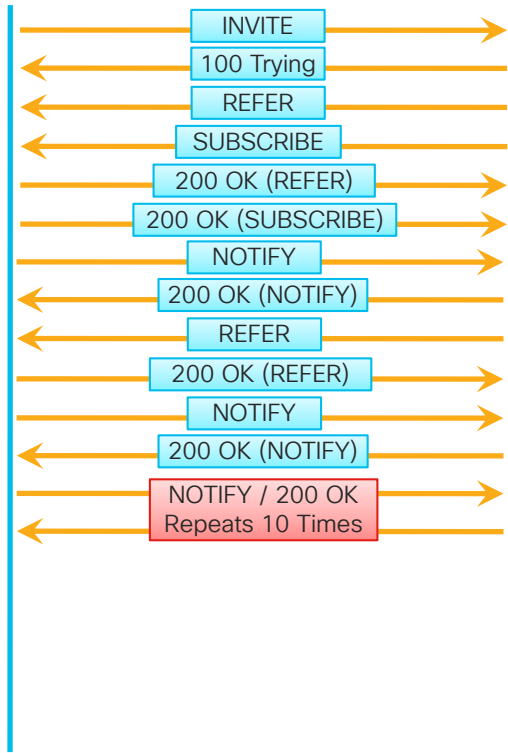 INVITE
100 Trying
REFER
SUBSCRIBE
200 OK (REFER)
200 OK (SUBSCRIBE)
NOTIFY
200 OK (NOTIFY)
REFER
200 OK (REFER)
NOTIFY
200 OK (NOTIFY)
NOTIFY / 200 OK
Repeats 10 Times